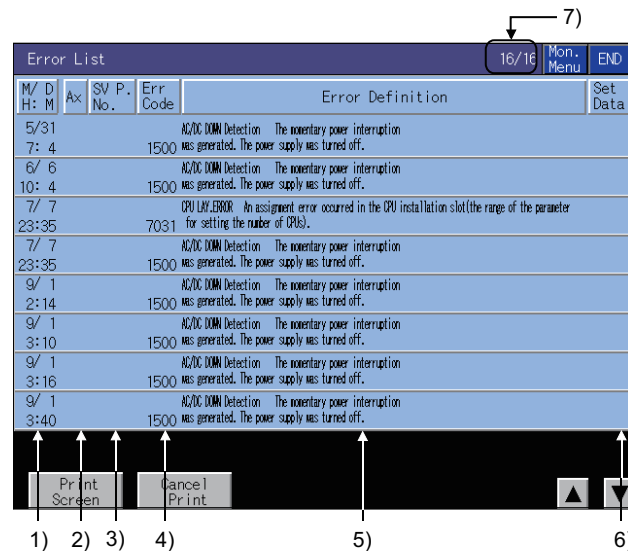 7)
Error List 16/16 Mon. Menu END
M/ D H: M Ax SV P. No. Err Code Error Definition Set Data
5/31 AC/DC DOWN Detection The momentary power interruption
7: 4 1500 was generated. The power supply was turned off.
6/ 6 AC/DC DOWN Detection The momentary power interruption
10: 4 1500 was generated. The power supply was turned off.
7/ 7 CPU LAY.ERROR An assignment error occurred in the CPU installation slot(the range of the parameter
23:35 7031 for setting the number of CPUs).
7/ 7 AC/DC DOWN Detection The momentary power interruption
23:35 1500 was generated. The power supply was turned off.
9/ 1 AC/DC DOWN Detection The momentary power interruption
2:14 1500 was generated. The power supply was turned off.
9/ 1 AC/DC DOWN Detection The momentary power interruption
3:10 1500 was generated. The power supply was turned off.
9/ 1 AC/DC DOWN Detection The momentary power interruption
3:16 1500 was generated. The power supply was turned off.
9/ 1 AC/DC DOWN Detection The momentary power interruption
3:40 1500 was generated. The power supply was turned off.
Print Screen Cancel Print ▲ ▼
1) 2) 3) 4) 5) 6